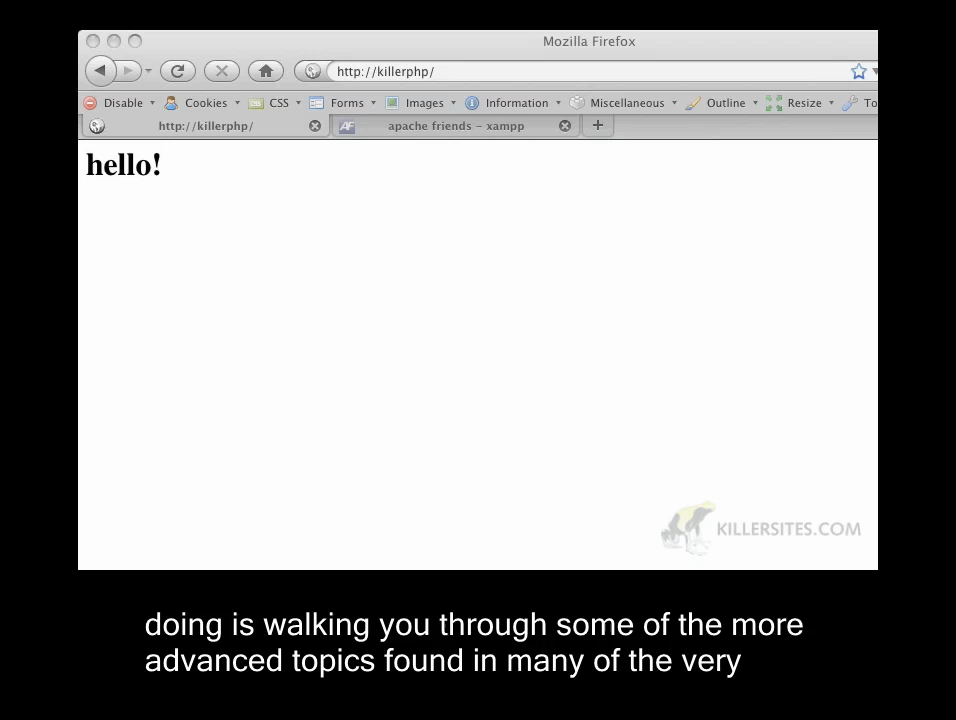 Mozilla Firefox
http://killerphp/
Disable Cookies CSS Forms Images Information Miscellaneous Outline Resize To
http://killerphp/ apache friends - xampp +
hello!
KILLERSITES.COM
doing is walking you through some of the more
advanced topics found in many of the very